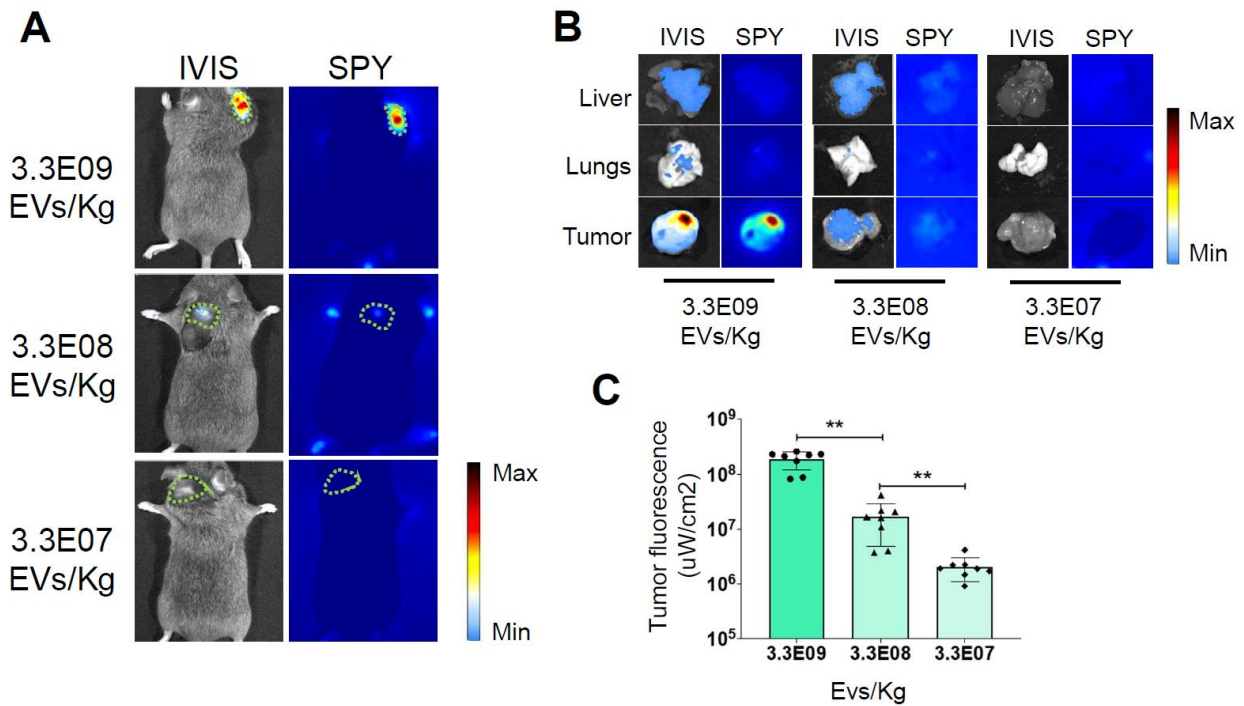 A
IVIS SPY
3.3E09
EVs/Kg
3.3E08
EVs/Kg
3.3E07
EVs/Kg
Max
Min
B
IVIS SPY IVIS SPY IVIS SPY
Liver
Lungs
Tumor
3.3E09
EVs/Kg
3.3E08
EVs/Kg
3.3E07
EVs/Kg
Max
Min
C
Tumor fluorescence
(uW/cm2)
10⁹
10⁸
10⁷
10⁶
10⁵
**
**
3.3E09 3.3E08 3.3E07
Evs/Kg